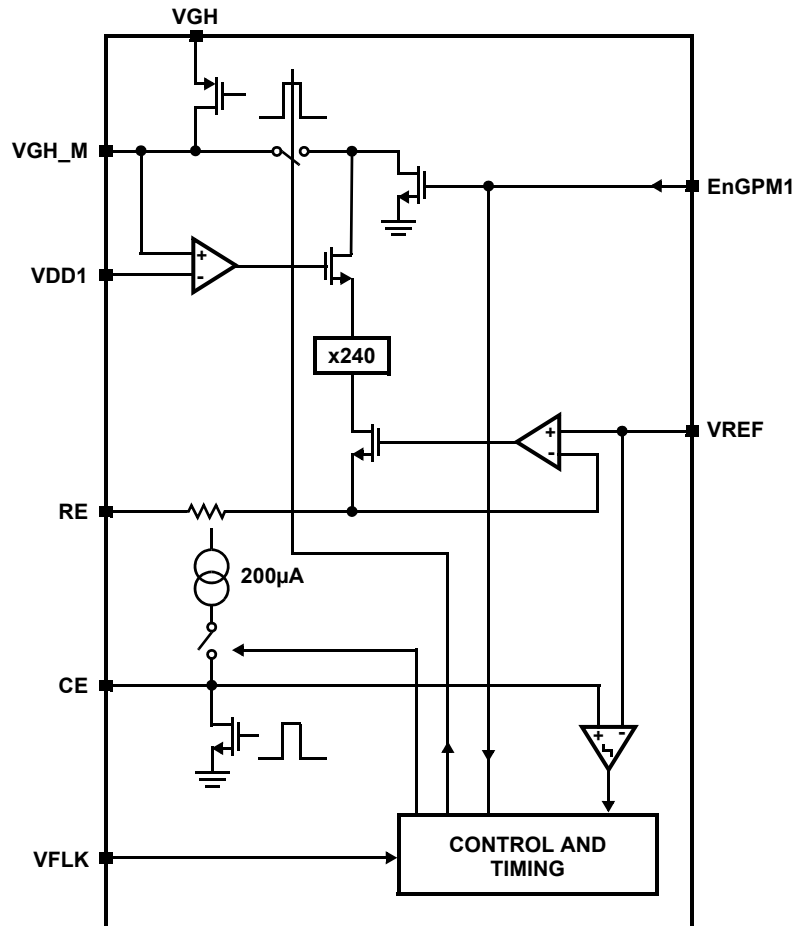 VGH
VGH_M
EnGPM1
+
-
VDD1
x240
+
-
VREF
RE
200µA
CE
+ -
CONTROL AND
TIMING
VFLK